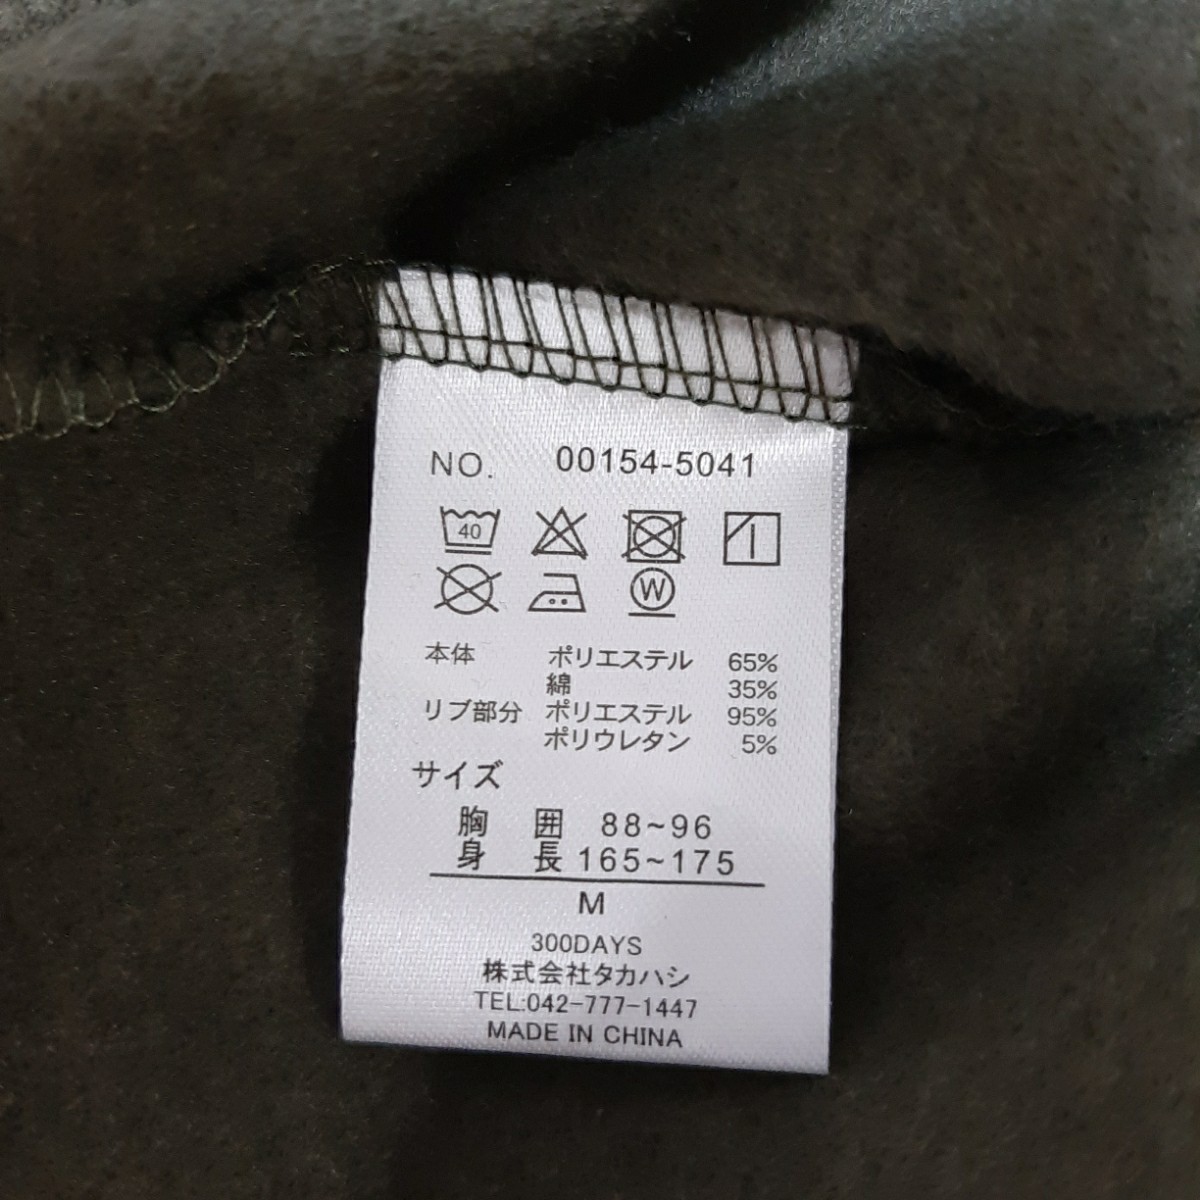 NO. 00154-5041
40
W
本体 ポリエステル 65%
綿 35%
リブ部分 ポリエステル 95%
ポリウレタン 5%
サイズ
胸 囲 88~96
身 長 165~175
M
300DAYS
株式会社タカハシ
TEL:042-777-1447
MADE IN CHINA